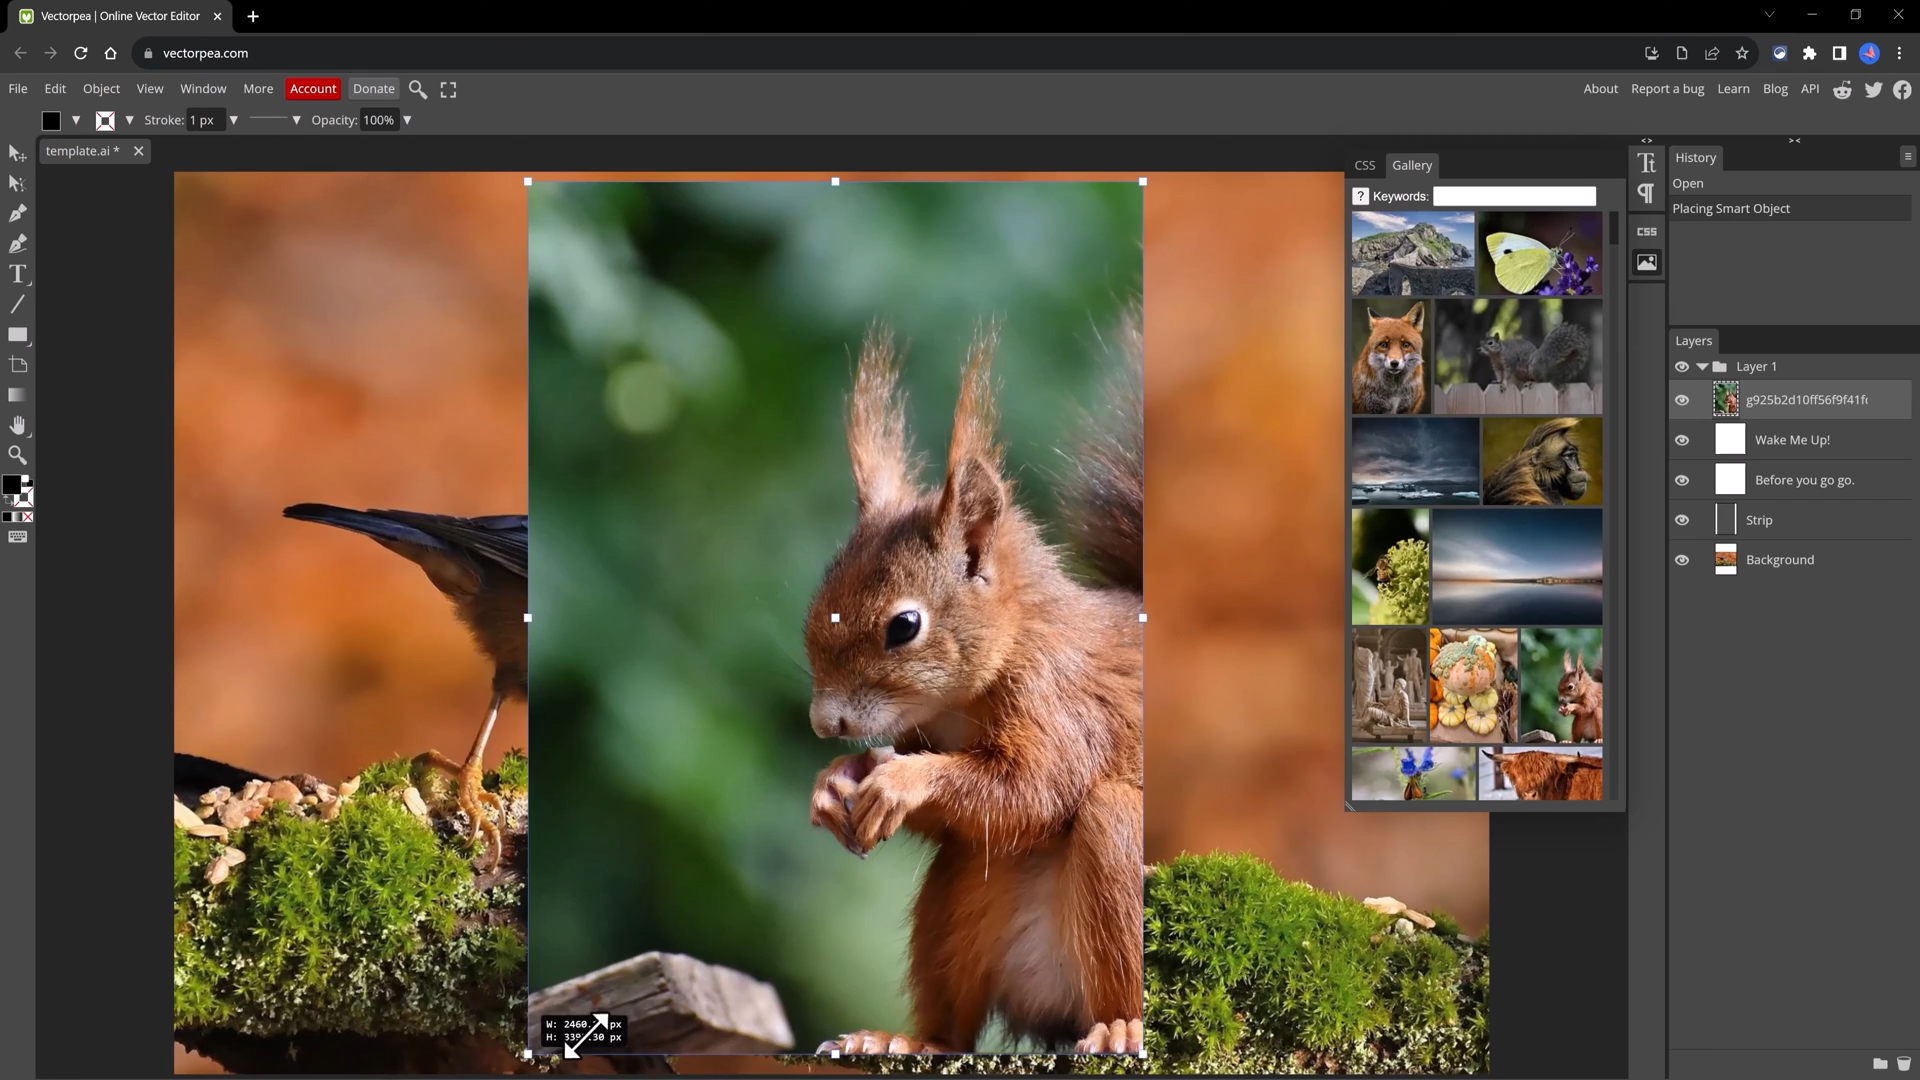 Vectorpea | Online Vector Editor
vectorpea.com
File Edit Object View Window More Account Donate
About Report a bug Learn Blog API
Stroke: 1 px Opacity: 100%
template.ai *
CSS Gallery
? Keywords:
Tt
CSS
History
Open
Placing Smart Object
Layers
Layer 1
g925b2d10ff56f9f41f
Wake Me Up!
Before you go go.
Strip
Background
T
W: 2460. px
H: .30 px